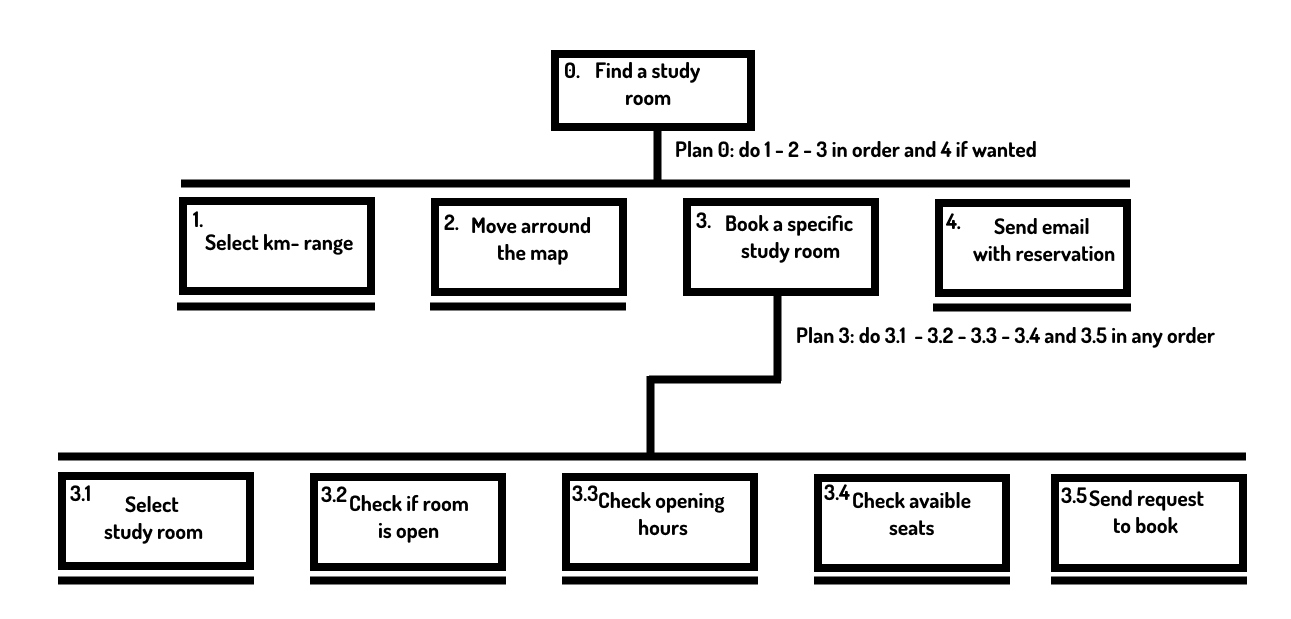 0. Find a study
room
Plan 0: do 1 - 2 - 3 in order and 4 if wanted
1.
Select km- range
2. Move arround
the map
3. Book a specific
study room
4. Send email
with reservation
Plan 3: do 3.1 - 3.2 - 3.3 - 3.4 and 3.5 in any order
3.1 Select
study room
3.2 Check if room
is open
3.3 Check opening
hours
3.4 Check avaible
seats
3.5 Send request
to book